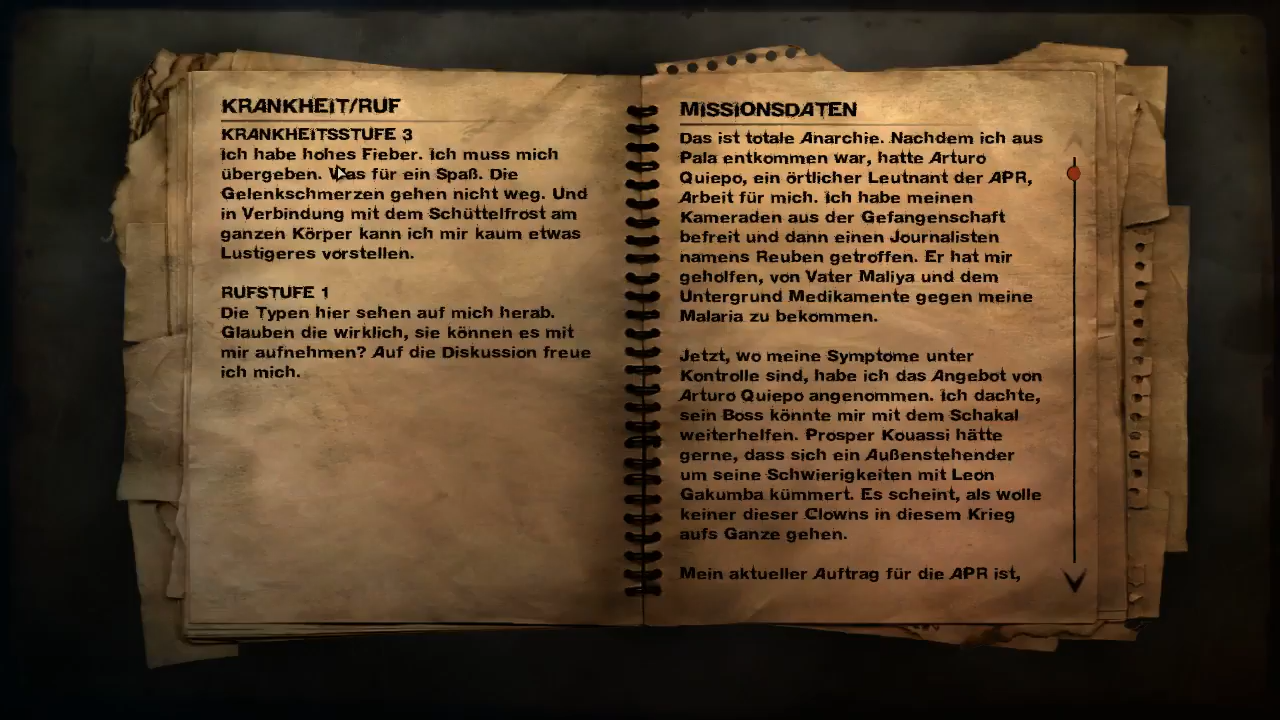 KRANKHEIT/RUF
KRANKHEITSSTUFE 3
Ich habe hohes Fieber. Ich muss mich
übergeben. Was für ein Spaß. Die
Gelenkschmerzen gehen nicht weg. Und
in Verbindung mit dem Schüttelfrost am
ganzen Körper kann ich mir kaum etwas
Lustigeres vorstellen.
RUFSTUFE 1
Die Typen hier sehen auf mich herab.
Glauben die wirklich, sie können es mit
mir aufnehmen? Auf die Diskussion freue
ich mich.
MISSIONSDATEN
Das ist totale Anarchie. Nachdem ich aus
Pala entkommen war, hatte Arturo
Quiepo, ein örtlicher Leutnant der APR,
Arbeit für mich. Ich habe meinen
Kameraden aus der Gefangenschaft
befreit und dann einen Journalisten
namens Reuben getroffen. Er hat mir
geholfen, von Vater Maliya und dem
Untergrund Medikamente gegen meine
Malaria zu bekommen.
Jetzt, wo meine Symptome unter
Kontrolle sind, habe ich das Angebot von
Arturo Quiepo angenommen. Ich dachte,
sein Boss könnte mir mit dem Schakal
weiterhelfen. Prosper Kouassi hätte
gerne, dass sich ein Außenstehender
um seine Schwierigkeiten mit Leon
Gakumba kümmert. Es scheint, als wolle
keiner dieser Clowns in diesem Krieg
aufs Ganze gehen.
Mein aktueller Auftrag für die APR ist,